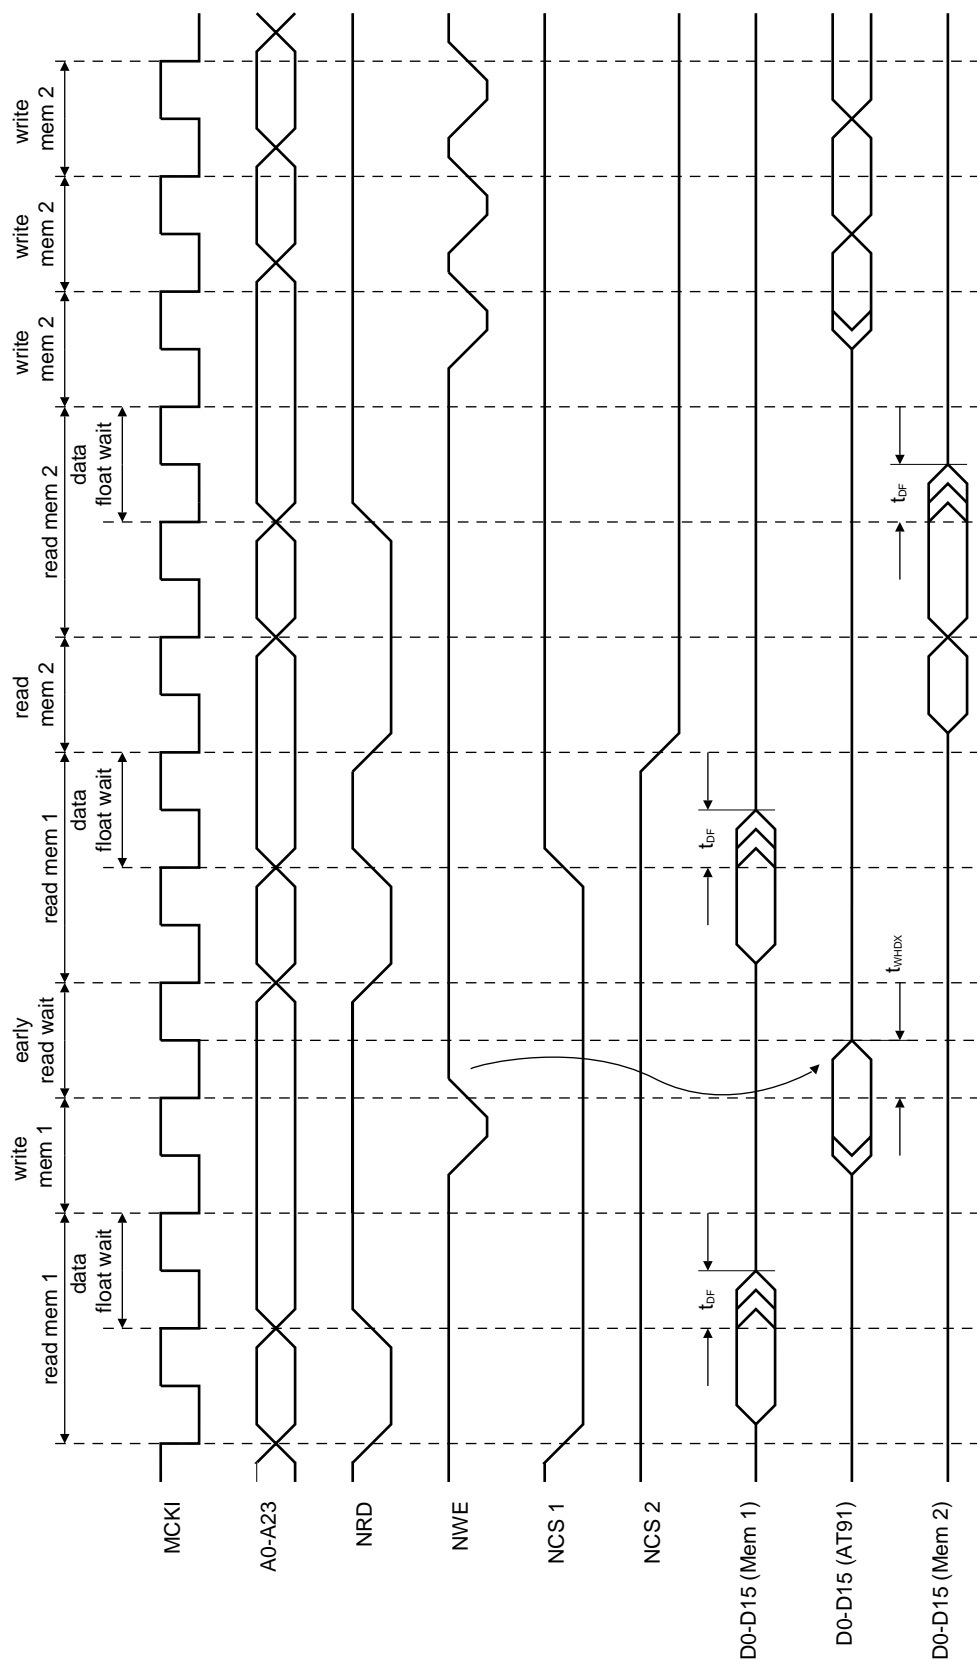 read mem 1
data
float wait
write
mem 1
early
read wait
read mem 1
data
float wait
read
mem 2
read mem 2
data
float wait
write
mem 2
write
mem 2
write
mem 2
MCKI
A0-A23
NRD
NWE
NCS 1
NCS 2
D0-D15 (Mem 1)
tDF
tDF
D0-D15 (AT91)
tWHDX
D0-D15 (Mem 2)
tDF